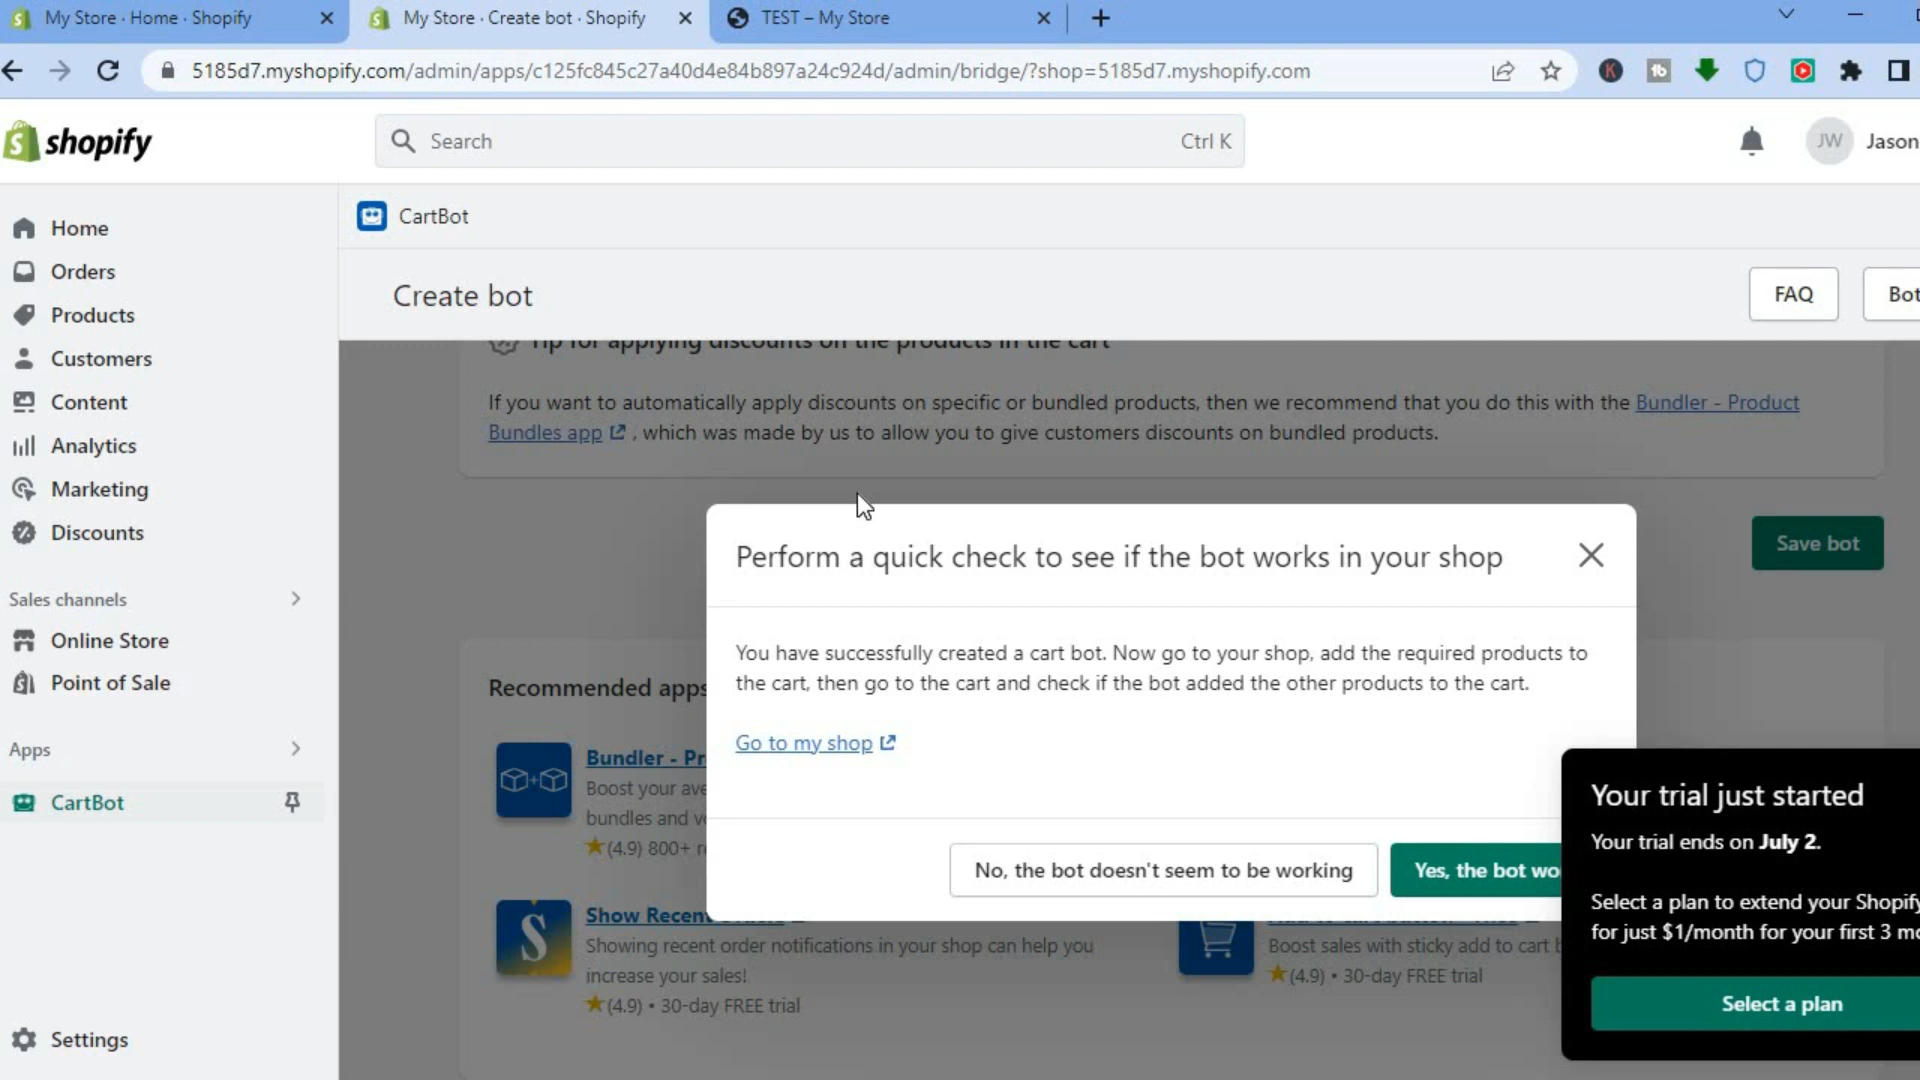 My Store · Home · Shopify
My Store · Create bot · Shopify
TEST – My Store
5185d7.myshopify.com/admin/apps/c125fc845c27a40d4e84b897a24c924d/admin/bridge/?shop=5185d7.myshopify.com
shopify
Search
Ctrl K
JW
Jason
Home
Orders
Products
Customers
Content
Analytics
Marketing
Discounts
Sales channels
Online Store
Point of Sale
Apps
CartBot
Settings
CartBot
Create bot
FAQ
Bot
Tip for applying discounts on the products in the cart
If you want to automatically apply discounts on specific or bundled products, then we recommend that you do this with the Bundler - Product
Bundles app , which was made by us to allow you to give customers discounts on bundled products.
Save bot
Perform a quick check to see if the bot works in your shop
You have successfully created a cart bot. Now go to your shop, add the required products to
the cart, then go to the cart and check if the bot added the other products to the cart.
Go to my shop
No, the bot doesn't seem to be working
Yes, the bot wo
Recommended apps
Bundler - Pr
Boost your ave
bundles and v
(4.9) 800+ r
Show Recent
Showing recent order notifications in your shop can help you
increase your sales!
(4.9) • 30-day FREE trial
Boost sales with sticky add to cart b
(4.9) • 30-day FREE trial
Your trial just started
Your trial ends on July 2.
Select a plan to extend your Shopify
for just $1/month for your first 3 mo
Select a plan